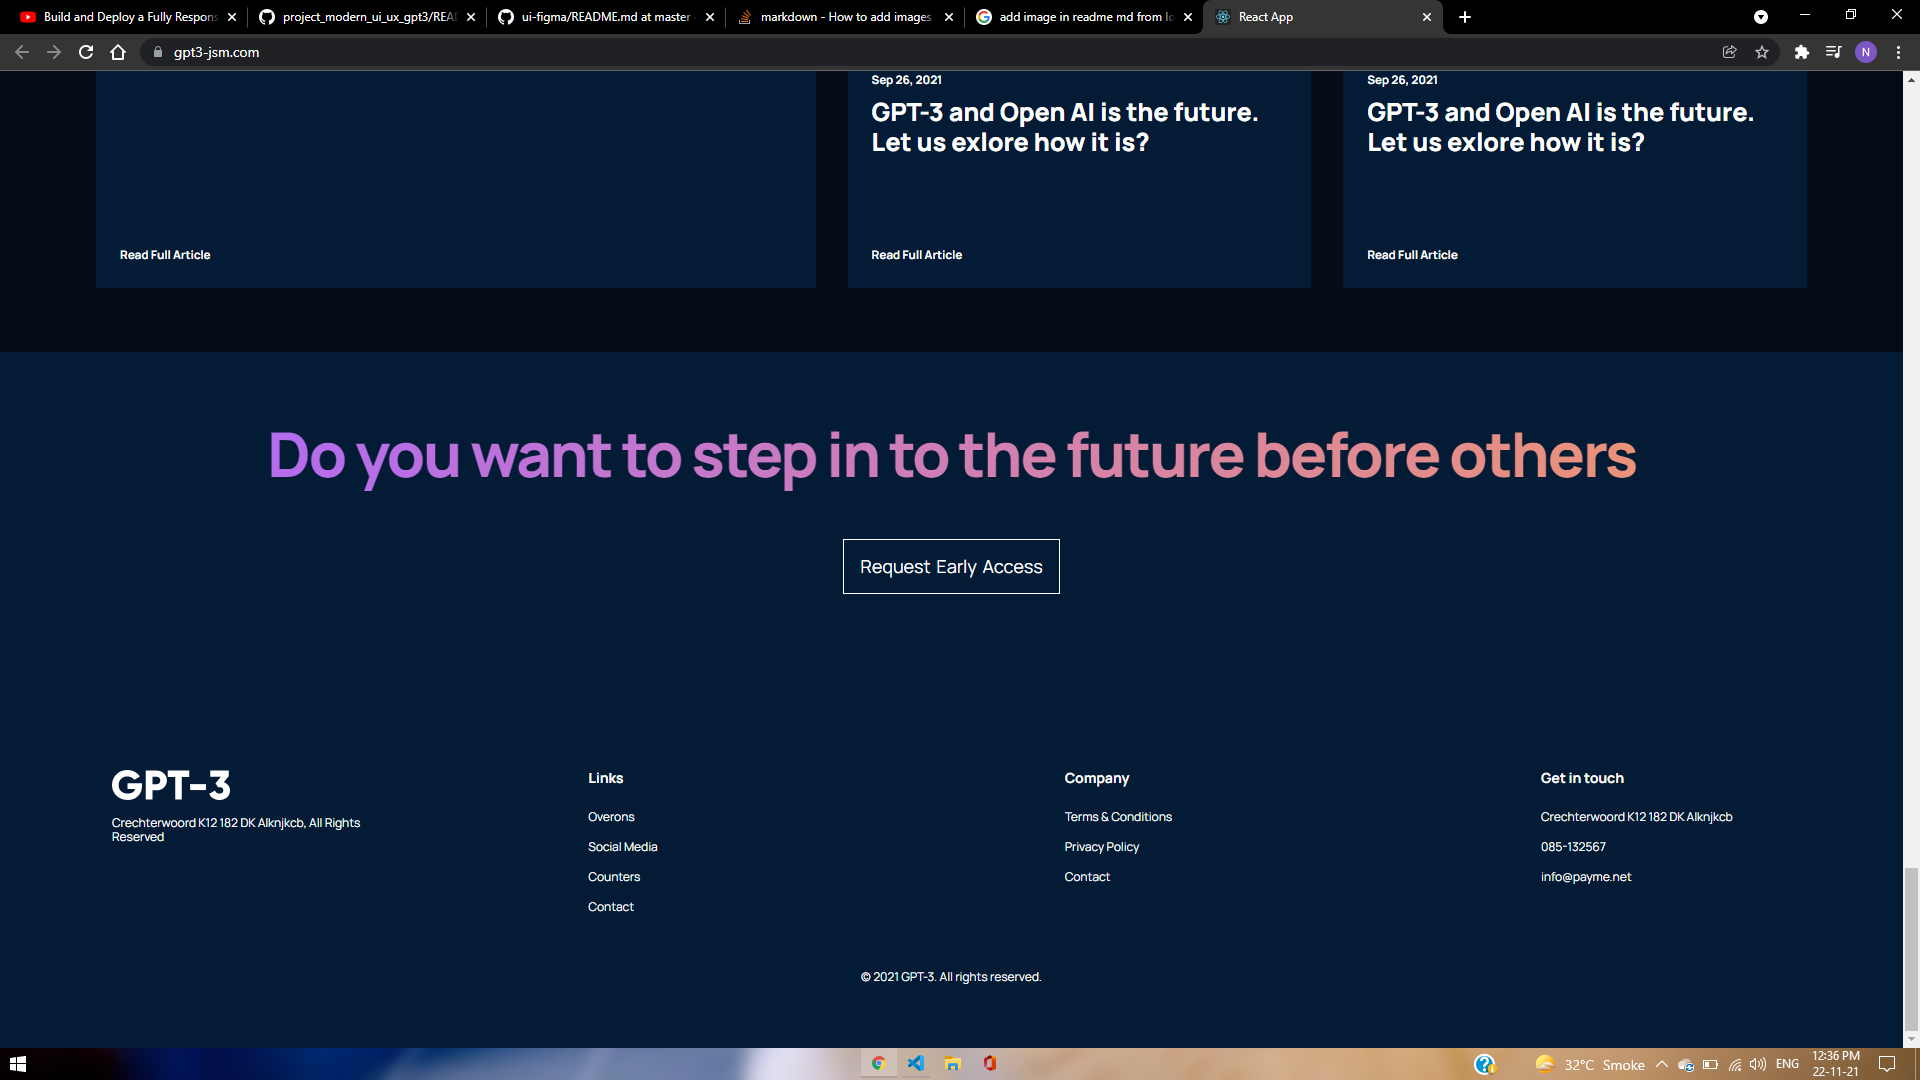 Build and Deploy a Fully Respons
project_modern_ui_ux_gpt3/REA
ui-figma/README.md at master
markdown - How to add images
add image in readme md from lo
React App
gpt3-jsm.com
N
Sep 26, 2021
GPT-3 and Open AI is the future.
Let us exlore how it is?
Sep 26, 2021
GPT-3 and Open AI is the future.
Let us exlore how it is?
Read Full Article
Read Full Article
Read Full Article
Do you want to step in to the future before others
Request Early Access
GPT-3
Crechterwoord K12 182 DK Alknjkcb, All Rights
Reserved
Links
Overons
Social Media
Counters
Contact
Company
Terms & Conditions
Privacy Policy
Contact
Get in touch
Crechterwoord K12 182 DK Alknjkcb
085-132567
info@payme.net
© 2021 GPT-3. All rights reserved.
32°C Smoke
ENG
12:36 PM
22-11-21